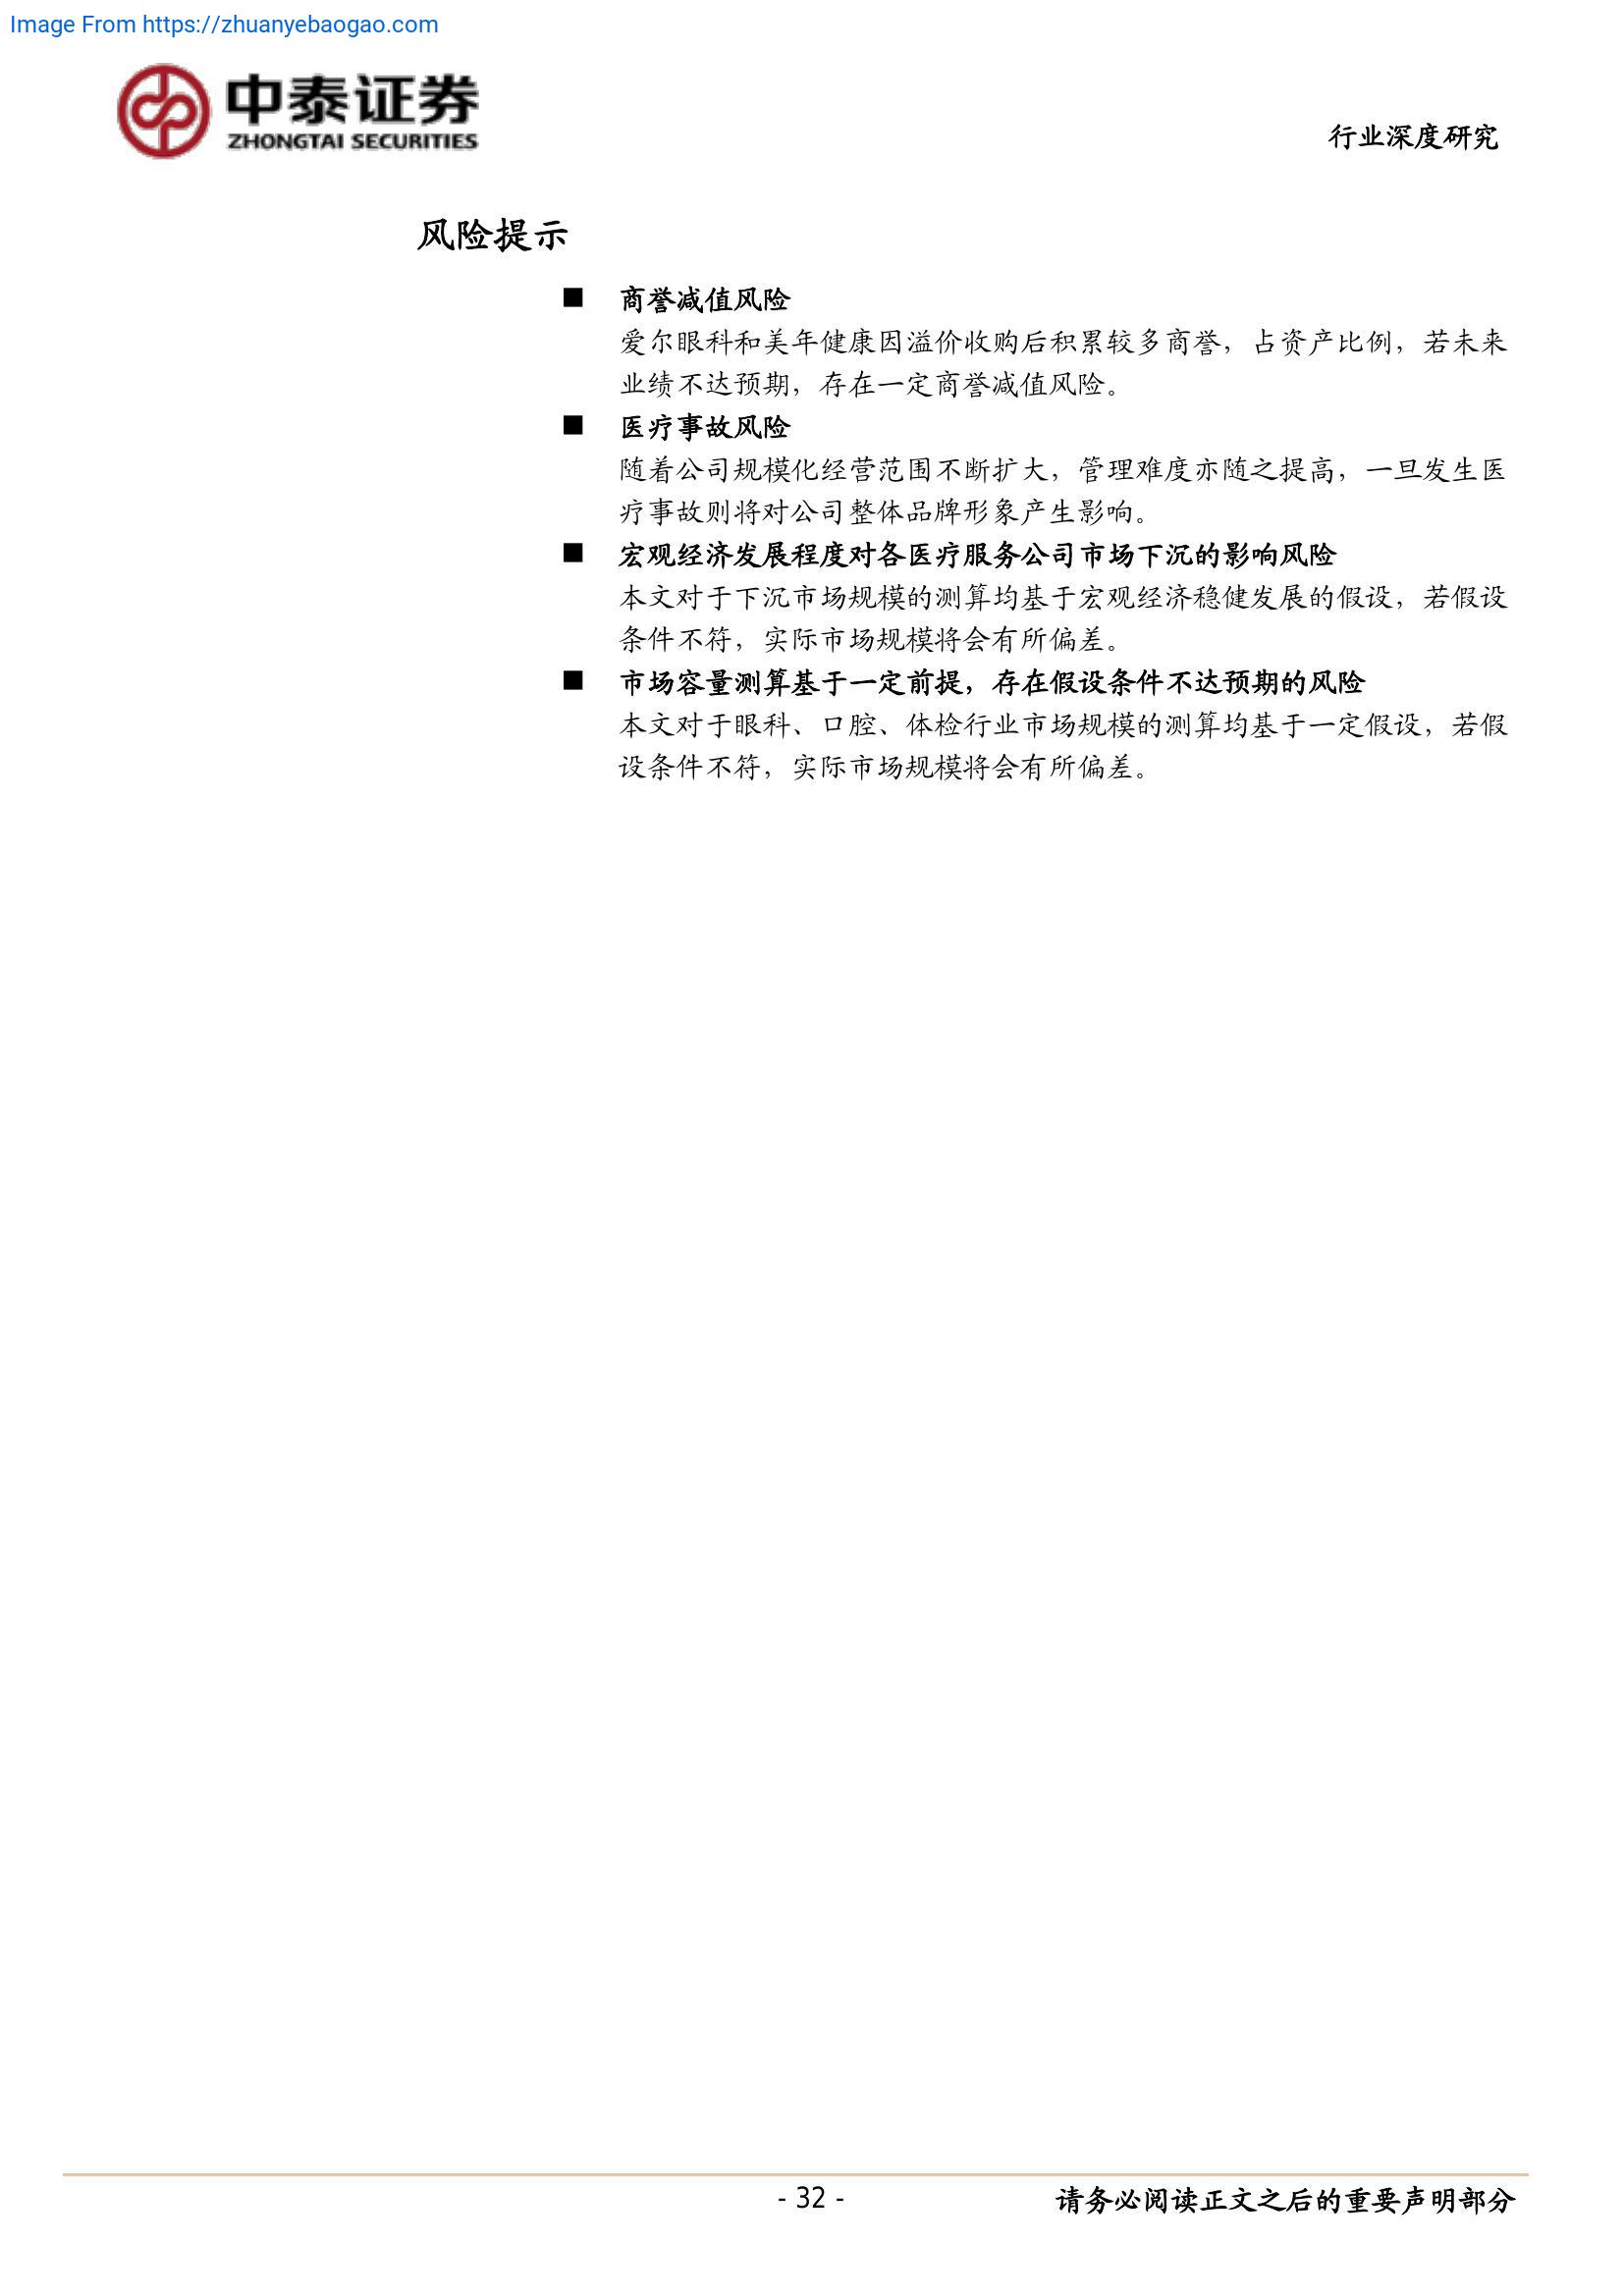 Image From https://zhuanyebaogao.com
中泰证券
ZHONGTAI SECURITIES
行业深度研究
风险提示
■ 商誉减值风险
爱尔眼科和美年健康因溢价收购后积累较多商誉，占资产比例，若未来
业绩不达预期，存在一定商誉减值风险。
■ 医疗事故风险
随着公司规模化经营范围不断扩大，管理难度亦随之提高，一旦发生医
疗事故则将对公司整体品牌形象产生影响。
■ 宏观经济发展程度对各医疗服务公司市场下沉的影响风险
本文对于下沉市场规模的测算均基于宏观经济稳健发展的假设，若假设
条件不符，实际市场规模将会有所偏差。
■ 市场容量测算基于一定前提，存在假设条件不达预期的风险
本文对于眼科、口腔、体检行业市场规模的测算均基于一定假设，若假
设条件不符，实际市场规模将会有所偏差。
- 32 -
请务必阅读正文之后的重要声明部分